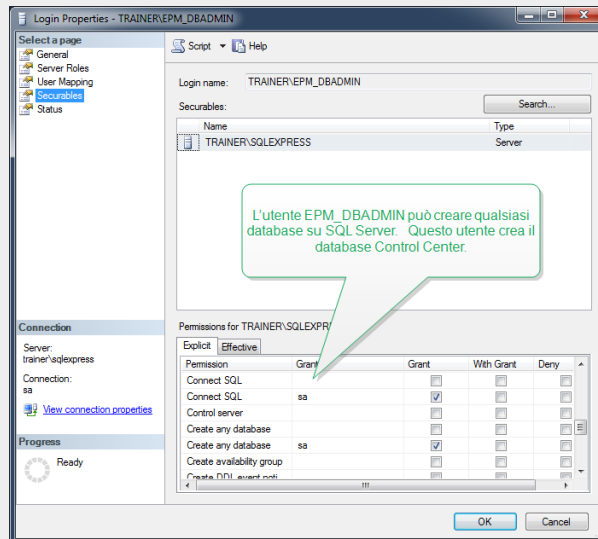 Login Properties - TRAINER\EPM_DBADMIN
Select a page
General
Server Roles
User Mapping
Securables
Status
Script
Help
Login name: TRAINER\EPM_DBADMIN
Securables:
Search...
Name Type
TRAINER\SQLEXPRESS Server
L'utente EPM_DBADMIN può creare qualsiasi
database su SQL Server. Questo utente crea il
database Control Center.
Connection
Server:
trainer\sqlexpress
Connection:
sa
View connection properties
Progress
Ready
Permissions for TRAINER\SQLEXPR
Explicit Effective
Permission Grant Grant With Grant Deny
Connect SQL
Connect SQL sa
Control server
Create any database
Create any database sa
Create availability group
Create DDL event noti
OK Cancel